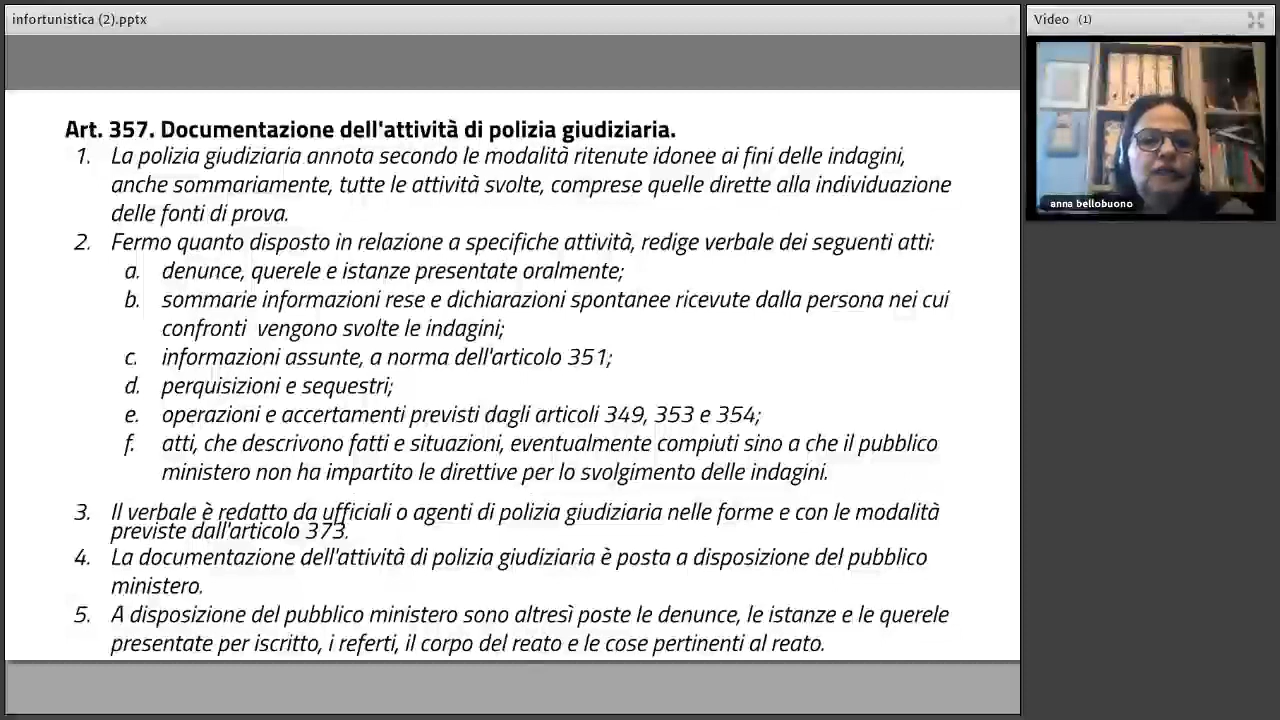 infortunistica (2).pptx
Video (1)
anna bellobuono
Art. 357. Documentazione dell'attività di polizia giudiziaria.
1. La polizia giudiziaria annota secondo le modalità ritenute idonee ai fini delle indagini,
anche sommariamente, tutte le attività svolte, comprese quelle dirette alla individuazione
delle fonti di prova.
2. Fermo quanto disposto in relazione a specifiche attività, redige verbale dei seguenti atti:
a. denunce, querele e istanze presentate oralmente;
b. sommarie informazioni rese e dichiarazioni spontanee ricevute dalla persona nei cui
confronti vengono svolte le indagini;
c. informazioni assunte, a norma dell'articolo 351;
d. perquisizioni e sequestri;
e. operazioni e accertamenti previsti dagli articoli 349, 353 e 354;
f. atti, che descrivono fatti e situazioni, eventualmente compiuti sino a che il pubblico
ministero non ha impartito le direttive per lo svolgimento delle indagini.
3. Il verbale è redatto da ufficiali o agenti di polizia giudiziaria nelle forme e con le modalità
previste dall'articolo 373.
4. La documentazione dell'attività di polizia giudiziaria è posta a disposizione del pubblico
ministero.
5. A disposizione del pubblico ministero sono altresì poste le denunce, le istanze e le querele
presentate per iscritto, i referti, il corpo del reato e le cose pertinenti al reato.